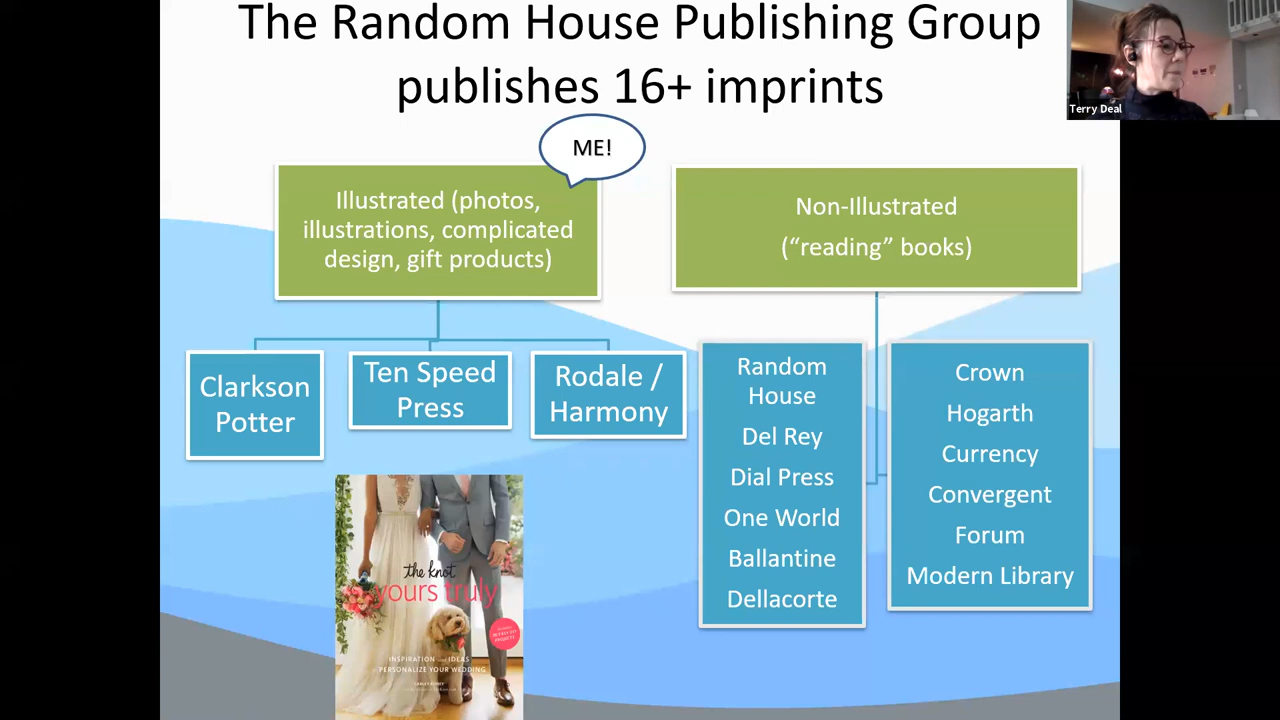 The Random House Publishing Group
publishes 16+ imprints
Terry Deal
ME!
Illustrated (photos,
illustrations, complicated
design, gift products)
Non-Illustrated
(“reading” books)
Clarkson
Potter
Ten Speed
Press
Rodale /
Harmony
Random
House
Del Rey
Dial Press
One World
Ballantine
Dellacorte
Crown
Hogarth
Currency
Convergent
Forum
Modern Library
the knot
yours truly
INSPIRATION AND IDEAS
PERSONALIZE YOUR WEDDING